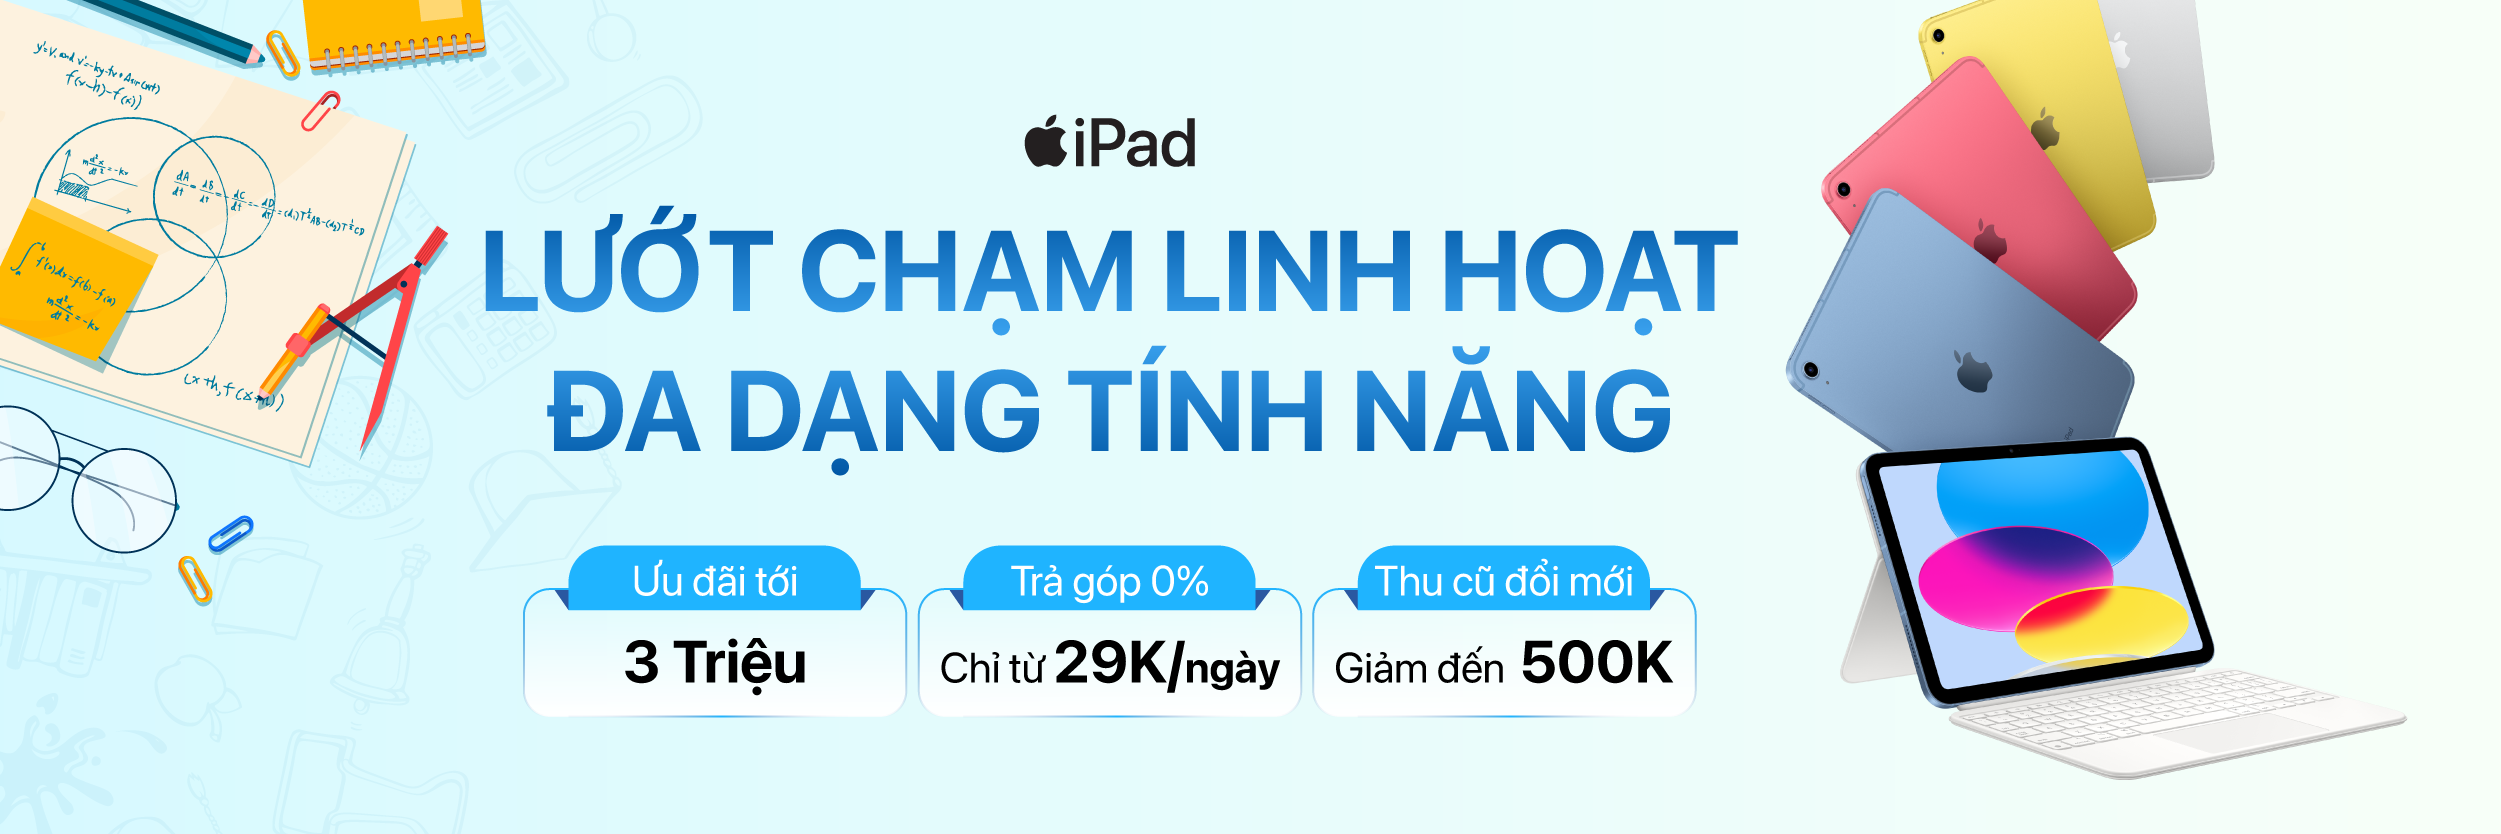 iPad
LƯỚT CHẠM LINH HOẠT
ĐA DẠNG TÍNH NĂNG
Ưu đãi tới
3 Triệu
Trả góp 0%
Chỉ từ 29K/ngày
Thu cũ đổi mới
Giảm đến 500K